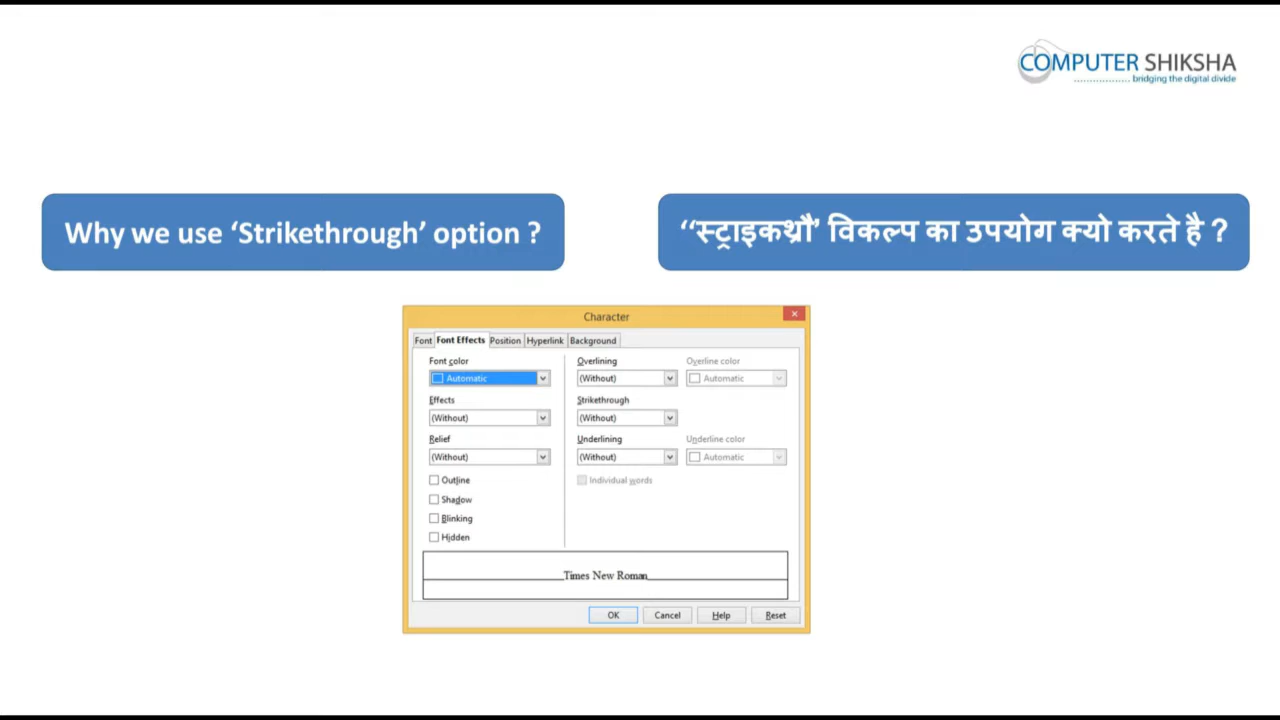 COMPUTER SHIKSHA
bridging the digital divide
Why we use ‘Strikethrough’ option ?
“स्ट्राइकथ्रौ’ विकल्प का उपयोग क्यो करते है ?
Character
Font Font Effects Position Hyperlink Background
Font color Overlining Overline color
Automatic (Without) Automatic
Effects Strikethrough
(Without) (Without)
Relief Underlining Underline color
(Without) (Without) Automatic
Outline Individual words
Shadow
Blinking
Hidden
Times New Roman
OK Cancel Help Reset